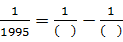 1/1995 = 1/( ) − 1/( )